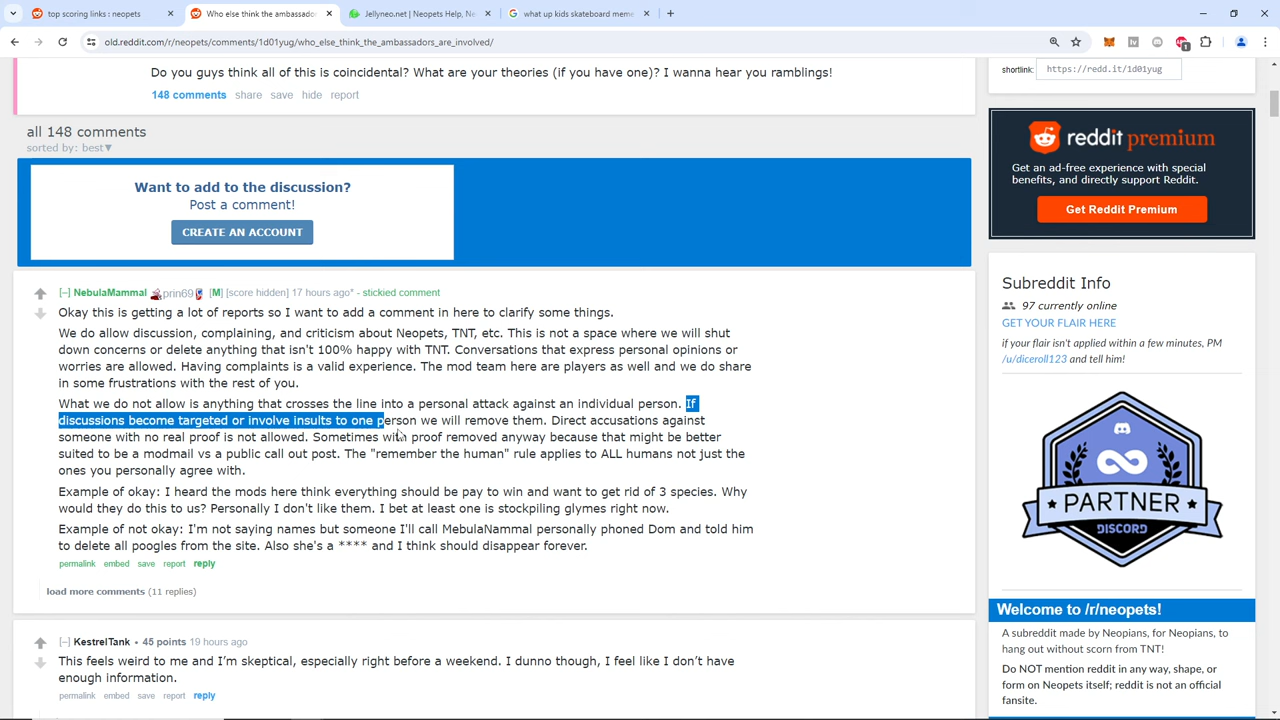 top scoring links : neopets
Who else think the ambassado
Jellyneo.net | Neopets Help, Ne
what up kids skateboard meme
old.reddit.com/r/neopets/comments/1d01yug/who_else_think_the_ambassadors_are_involved/
1
Do you guys think all of this is coincidental? What are your theories (if you have one)? I wanna hear you ramblings!
148 comments share save hide report
all 148 comments
sorted by: best▼
Want to add to the discussion?
Post a comment!
CREATE AN ACCOUNT
[–] NebulaMammal prin69 [M] [score hidden] 17 hours ago* - stickied comment
Okay this is getting a lot of reports so I want to add a comment in here to clarify some things.
We do allow discussion, complaining, and criticism about Neopets, TNT, etc. This is not a space where we will shut
down concerns or delete anything that isn't 100% happy with TNT. Conversations that express personal opinions or
worries are allowed. Having complaints is a valid experience. The mod team here are players as well and we do share
in some frustrations with the rest of you.
What we do not allow is anything that crosses the line into a personal attack against an individual person. If
discussions become targeted or involve insults to one person we will remove them. Direct accusations against
someone with no real proof is not allowed. Sometimes with proof removed anyway because that might be better
suited to be a modmail vs a public call out post. The "remember the human" rule applies to ALL humans not just the
ones you personally agree with.
Example of okay: I heard the mods here think everything should be pay to win and want to get rid of 3 species. Why
would they do this to us? Personally I don't like them. I bet at least one is stockpiling glymes right now.
Example of not okay: I'm not saying names but someone I'll call MebulaNammal personally phoned Dom and told him
to delete all poogles from the site. Also she's a **** and I think should disappear forever.
permalink embed save report reply
load more comments (11 replies)
[–] KestrelTank • 45 points 19 hours ago
This feels weird to me and I'm skeptical, especially right before a weekend. I dunno though, I feel like I don't have
enough information.
permalink embed save report reply
shortlink: https://redd.it/1d01yug
reddit premium
Get an ad-free experience with special
benefits, and directly support Reddit.
Get Reddit Premium
Subreddit Info
97 currently online
GET YOUR FLAIR HERE
if your flair isn't applied within a few minutes, PM
/u/diceroll123 and tell him!
PARTNER
DISCORD
Welcome to /r/neopets!
A subreddit made by Neopians, for Neopians, to
hang out without scorn from TNT!
Do NOT mention reddit in any way, shape, or
form on Neopets itself; reddit is not an official
fansite.